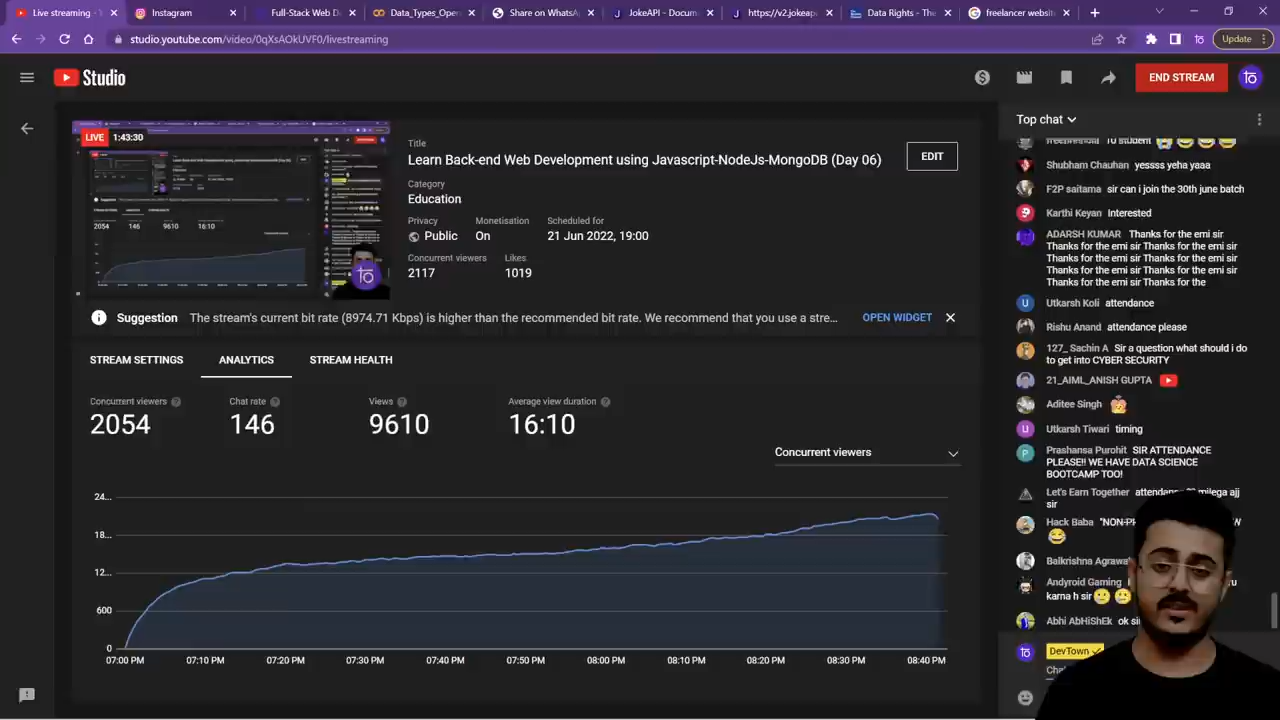 Live streaming - Y
Instagram
Full-Stack Web D
Data_Types_Oper
Share on WhatsA
JokeAPI - Docum
https://v2.jokeap
Data Rights - The
freelancer website
studio.youtube.com/video/0qXsAOkUVF0/livestreaming
Update
Studio
END STREAM
LIVE 1:43:30
Title
Learn Back-end Web Development using Javascript-NodeJs-MongoDB (Day 06)
EDIT
Category
Education
Privacy Monetisation Scheduled for
Public On 21 Jun 2022, 19:00
Concurrent viewers Likes
2117 1019
Suggestion The stream's current bit rate (8974.71 Kbps) is higher than the recommended bit rate. We recommend that you use a stre... OPEN WIDGET
STREAM SETTINGS ANALYTICS STREAM HEALTH
Concurrent viewers Chat rate Views Average view duration
2054 146 9610 16:10
Concurrent viewers
24...
18...
12...
600
0
07:00 PM 07:10 PM 07:20 PM 07:30 PM 07:40 PM 07:50 PM 08:00 PM 08:10 PM 08:20 PM 08:30 PM 08:40 PM
Top chat
To student
Shubham Chauhan yessss yeha yaaa
F2P saitama sir can i join the 30th june batch
Karthi Keyan Interested
ADARSH KUMAR Thanks for the emi sir
Thanks for the emi sir Thanks for the
emi sir Thanks for the emi sir Thanks
for the emi sir Thanks for the emi sir
Thanks for the emi sir Thanks for the
Utkarsh Koli attendance
Rishu Anand attendance please
127_ Sachin A Sir a question what should i do
to get into CYBER SECURITY
21_AIML_ANISH GUPTA
Aditee Singh
Utkarsh Tiwari timing
Prashansa Purohit SIR ATTENDANCE
PLEASE!! WE HAVE DATA SCIENCE
BOOTCAMP TOO!
Let's Earn Together milega ajj
sir
Hack Baba
Balkrishna Agrawa
Andyroid Gaming
karna h sir
Abhi AbHiShEk ok si
DevTown